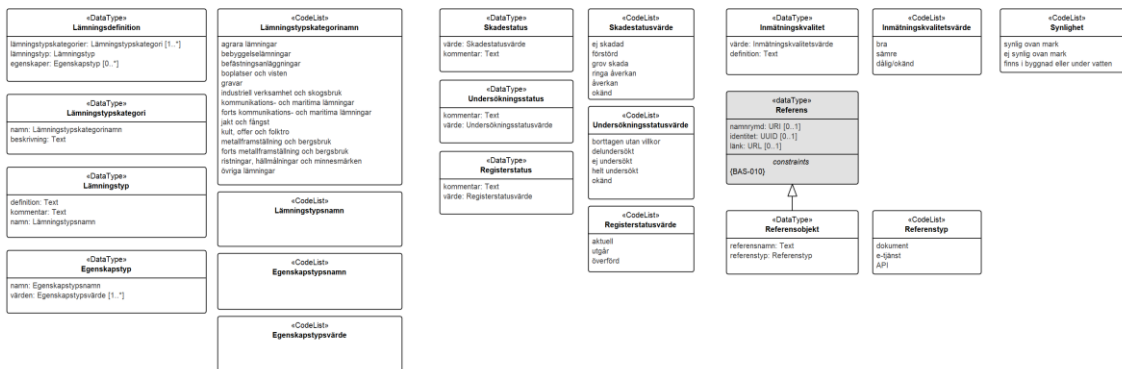 «DataType»
Lämningsdefinition
lämningstypskategorier: Lämningstypskategori [1..*]
lämningstyp: Lämningstyp
egenskaper: Egenskapstyp [0..*]
«DataType»
Lämningstypkategori
namn: Lämningstypskategorinamn
beskrivning: Text
«DataType»
Lämningstyp
definition: Text
kommentar: Text
namn: Lämningstypsnamn
«DataType»
Egenskapstyp
namn: Egenskapstypsnamn
värden: Egenskapstypsvärde [1..*]
«CodeList»
Lämningstypskategorinamn
agrara lämningar
bebyggelselämningar
befästningsanläggningar
boplatser och visten
gravar
industriell verksamhet och skogsbruk
kommunikations- och maritima lämningar
forts kommunikations- och maritima lämningar
jakt och fångst
kult, offer och folktro
metallframställning och bergsbruk
forts metallframställning och bergsbruk
ristningar, hällmålningar och minnesmärken
övriga lämningar
«CodeList»
Lämningstypsnamn
«CodeList»
Egenskapstypsnamn
«CodeList»
Egenskapstypsvärde
«DataType»
Skadestatus
värde: Skadestatusvärde
kommentar: Text
«DataType»
Undersökningsstatus
kommentar: Text
värde: Undersökningsstatusvärde
«DataType»
Registerstatus
kommentar: Text
värde: Registerstatusvärde
«CodeList»
Skadestatusvärde
ej skadad
förstörd
grov skada
ringa åverkan
åverkan
okänd
«CodeList»
Undersökningsstatusvärde
borttagen utan villkor
delundersökt
ej undersökt
helt undersökt
okänd
«CodeList»
Registerstatusvärde
aktuell
utgår
överförd
«DataType»
Inmätningskvalitet
värde: Inmätningskvalitetsvärde
definition: Text
«dataType»
Referens
namnrymd: URI [0..1]
identitet: UUID [0..1]
länk: URL [0..1]
constraints
{BAS-010}
«DataType»
Referensobjekt
referensnamn: Text
referenstyp: Referenstyp
«CodeList»
Inmätningskvalitetsvärde
bra
sämre
dålig/okänd
«CodeList»
Referenstyp
dokument
e-tjänst
API
«CodeList»
Synlighet
synlig ovan mark
ej synlig ovan mark
finns i byggnad eller under vatten